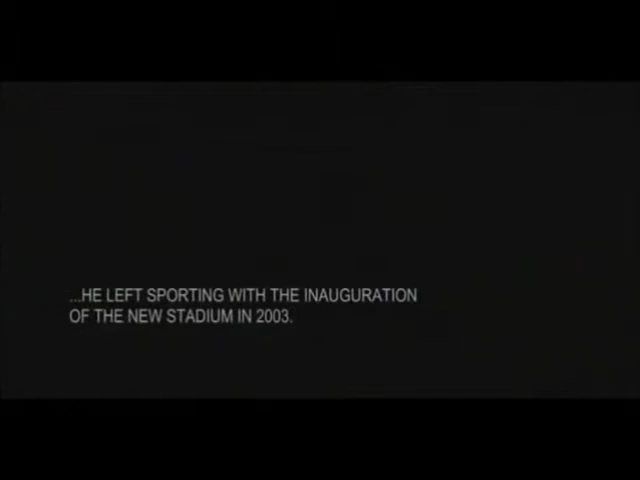 ...HE LEFT SPORTING WITH THE INAUGURATION
OF THE NEW STADIUM IN 2003.